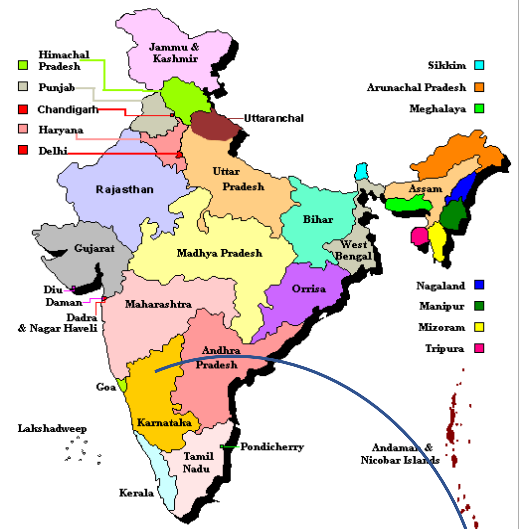 Jammu &
Kashmir
Himachal
Pradesh
Punjab
Chandigarh
Haryana
Delhi
Uttaranchal
Sikkim
Arunachal Pradesh
Meghalaya
Rajasthan
Uttar
Pradesh
Assam
Bihar
Gujarat
Madhya Pradesh
West
Bengal
Diu
Daman
Dadra
& Nagar Haveli
Maharashtra
Orrisa
Nagaland
Manipur
Mizoram
Tripura
Andhra
Pradesh
Goa
Karnataka
Lakshadweep
Tamil
Nadu
Pondicherry
Andaman &
Nicobar Islands
Kerala